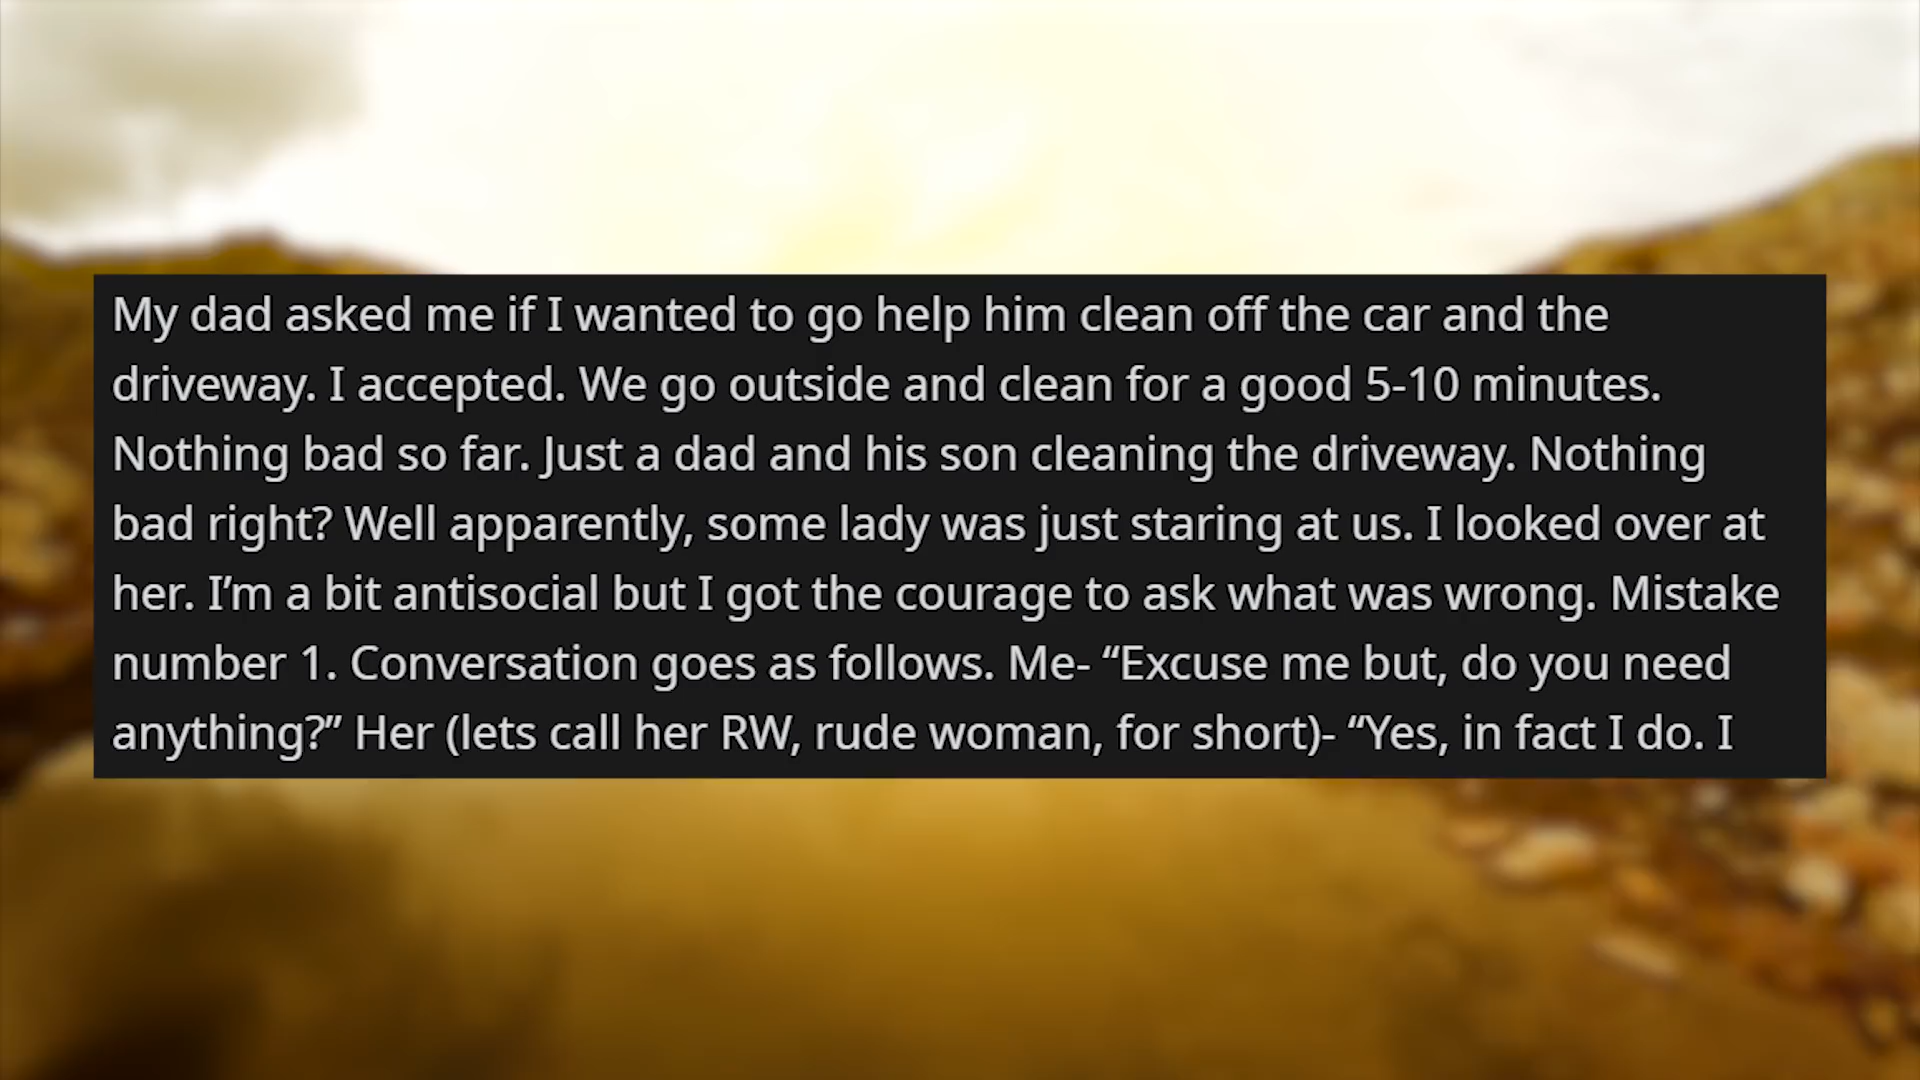 My dad asked me if I wanted to go help him clean off the car and the
driveway. I accepted. We go outside and clean for a good 5-10 minutes.
Nothing bad so far. Just a dad and his son cleaning the driveway. Nothing
bad right? Well apparently, some lady was just staring at us. I looked over at
her. I’m a bit antisocial but I got the courage to ask what was wrong. Mistake
number 1. Conversation goes as follows. Me- “Excuse me but, do you need
anything?” Her (lets call her RW, rude woman, for short)- “Yes, in fact I do. I